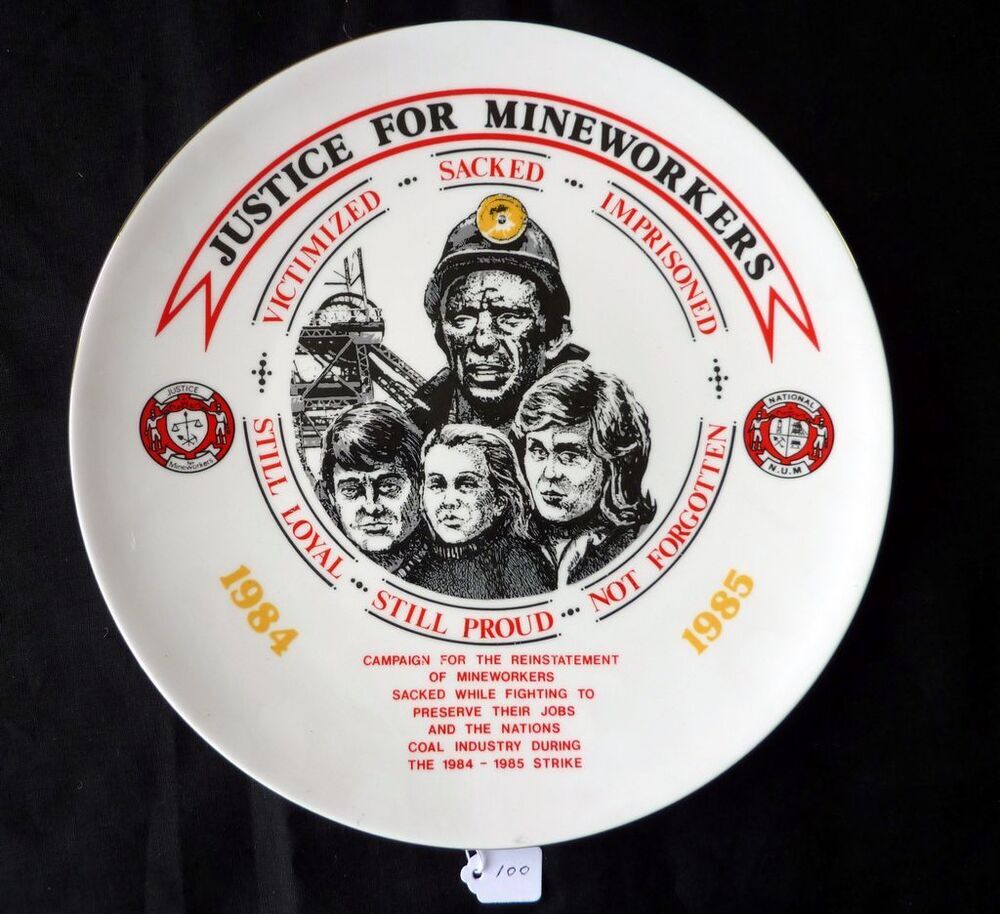 JUSTICE FOR MINEWORKERS
VICTIMIZED
SACKED
IMPRISONED
JUSTICE
for
Mineworkers
NATIONAL
N.U.M
STILL LOYAL
STILL PROUD
NOT FORGOTTEN
1984
1985
CAMPAIGN FOR THE REINSTATEMENT
OF MINEWORKERS
SACKED WHILE FIGHTING TO
PRESERVE THEIR JOBS
AND THE NATIONS
COAL INDUSTRY DURING
THE 1984 - 1985 STRIKE
100